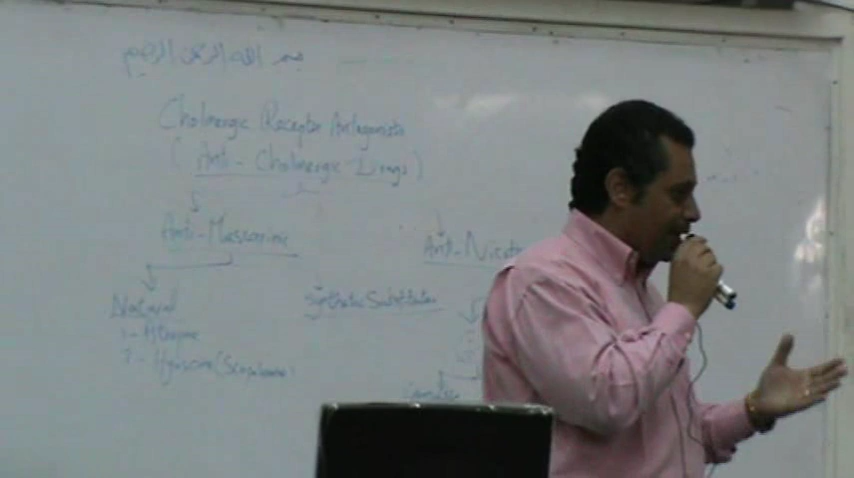 بسم الله الرحمن الرحيم
Cholinergic Receptor Antagonists
(Anti-Cholinergic Drugs)
Anti-Muscarinic
Anti-Nicoti
Natural
Synthetic Substitutes
1- Atropine
2- Hyoscine (Scopolamine)